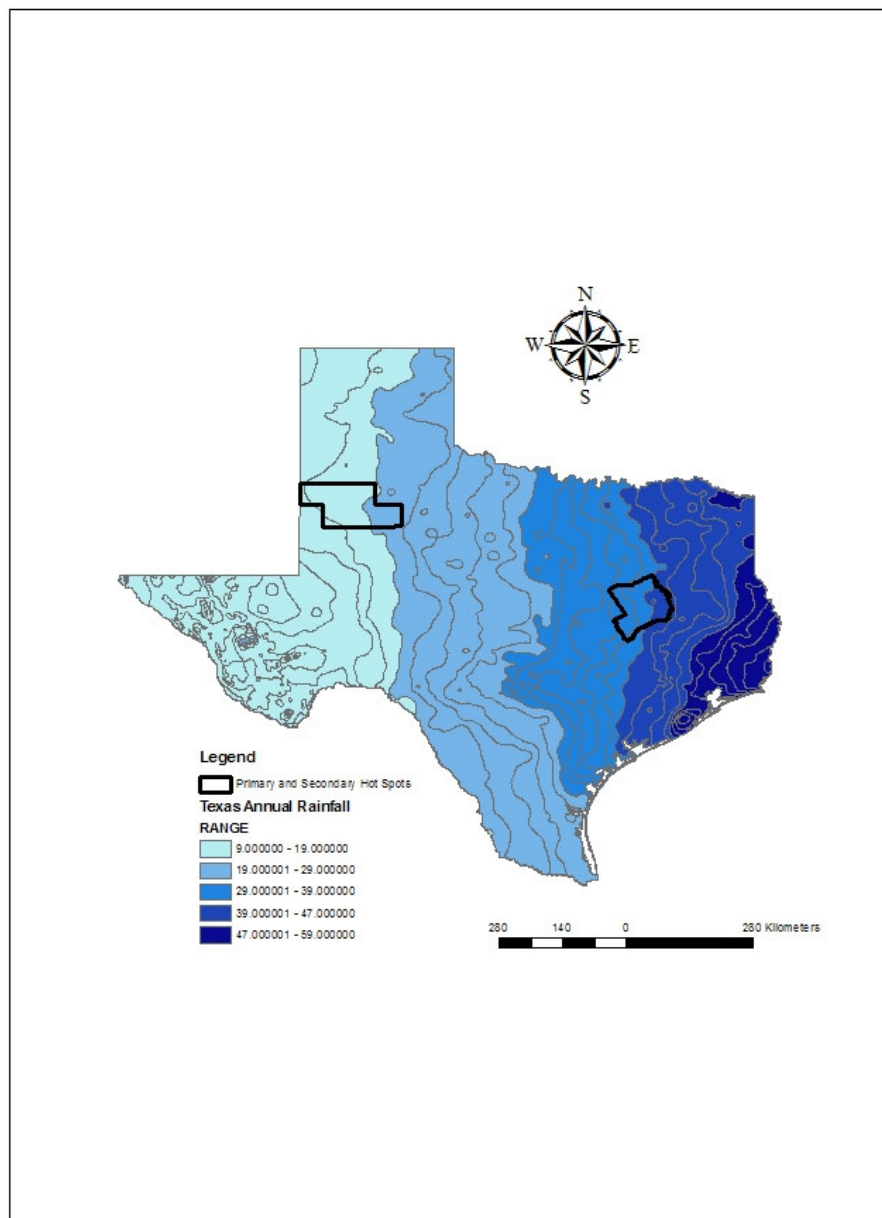 N
W E
S
Legend
Primary and Secondary Hot Spots
Texas Annual Rainfall
RANGE
9.000000 - 19.000000
19.000001 - 29.000000
29.000001 - 39.000000
39.000001 - 47.000000
47.000001 - 59.000000
280 140 0 280 Kilometers